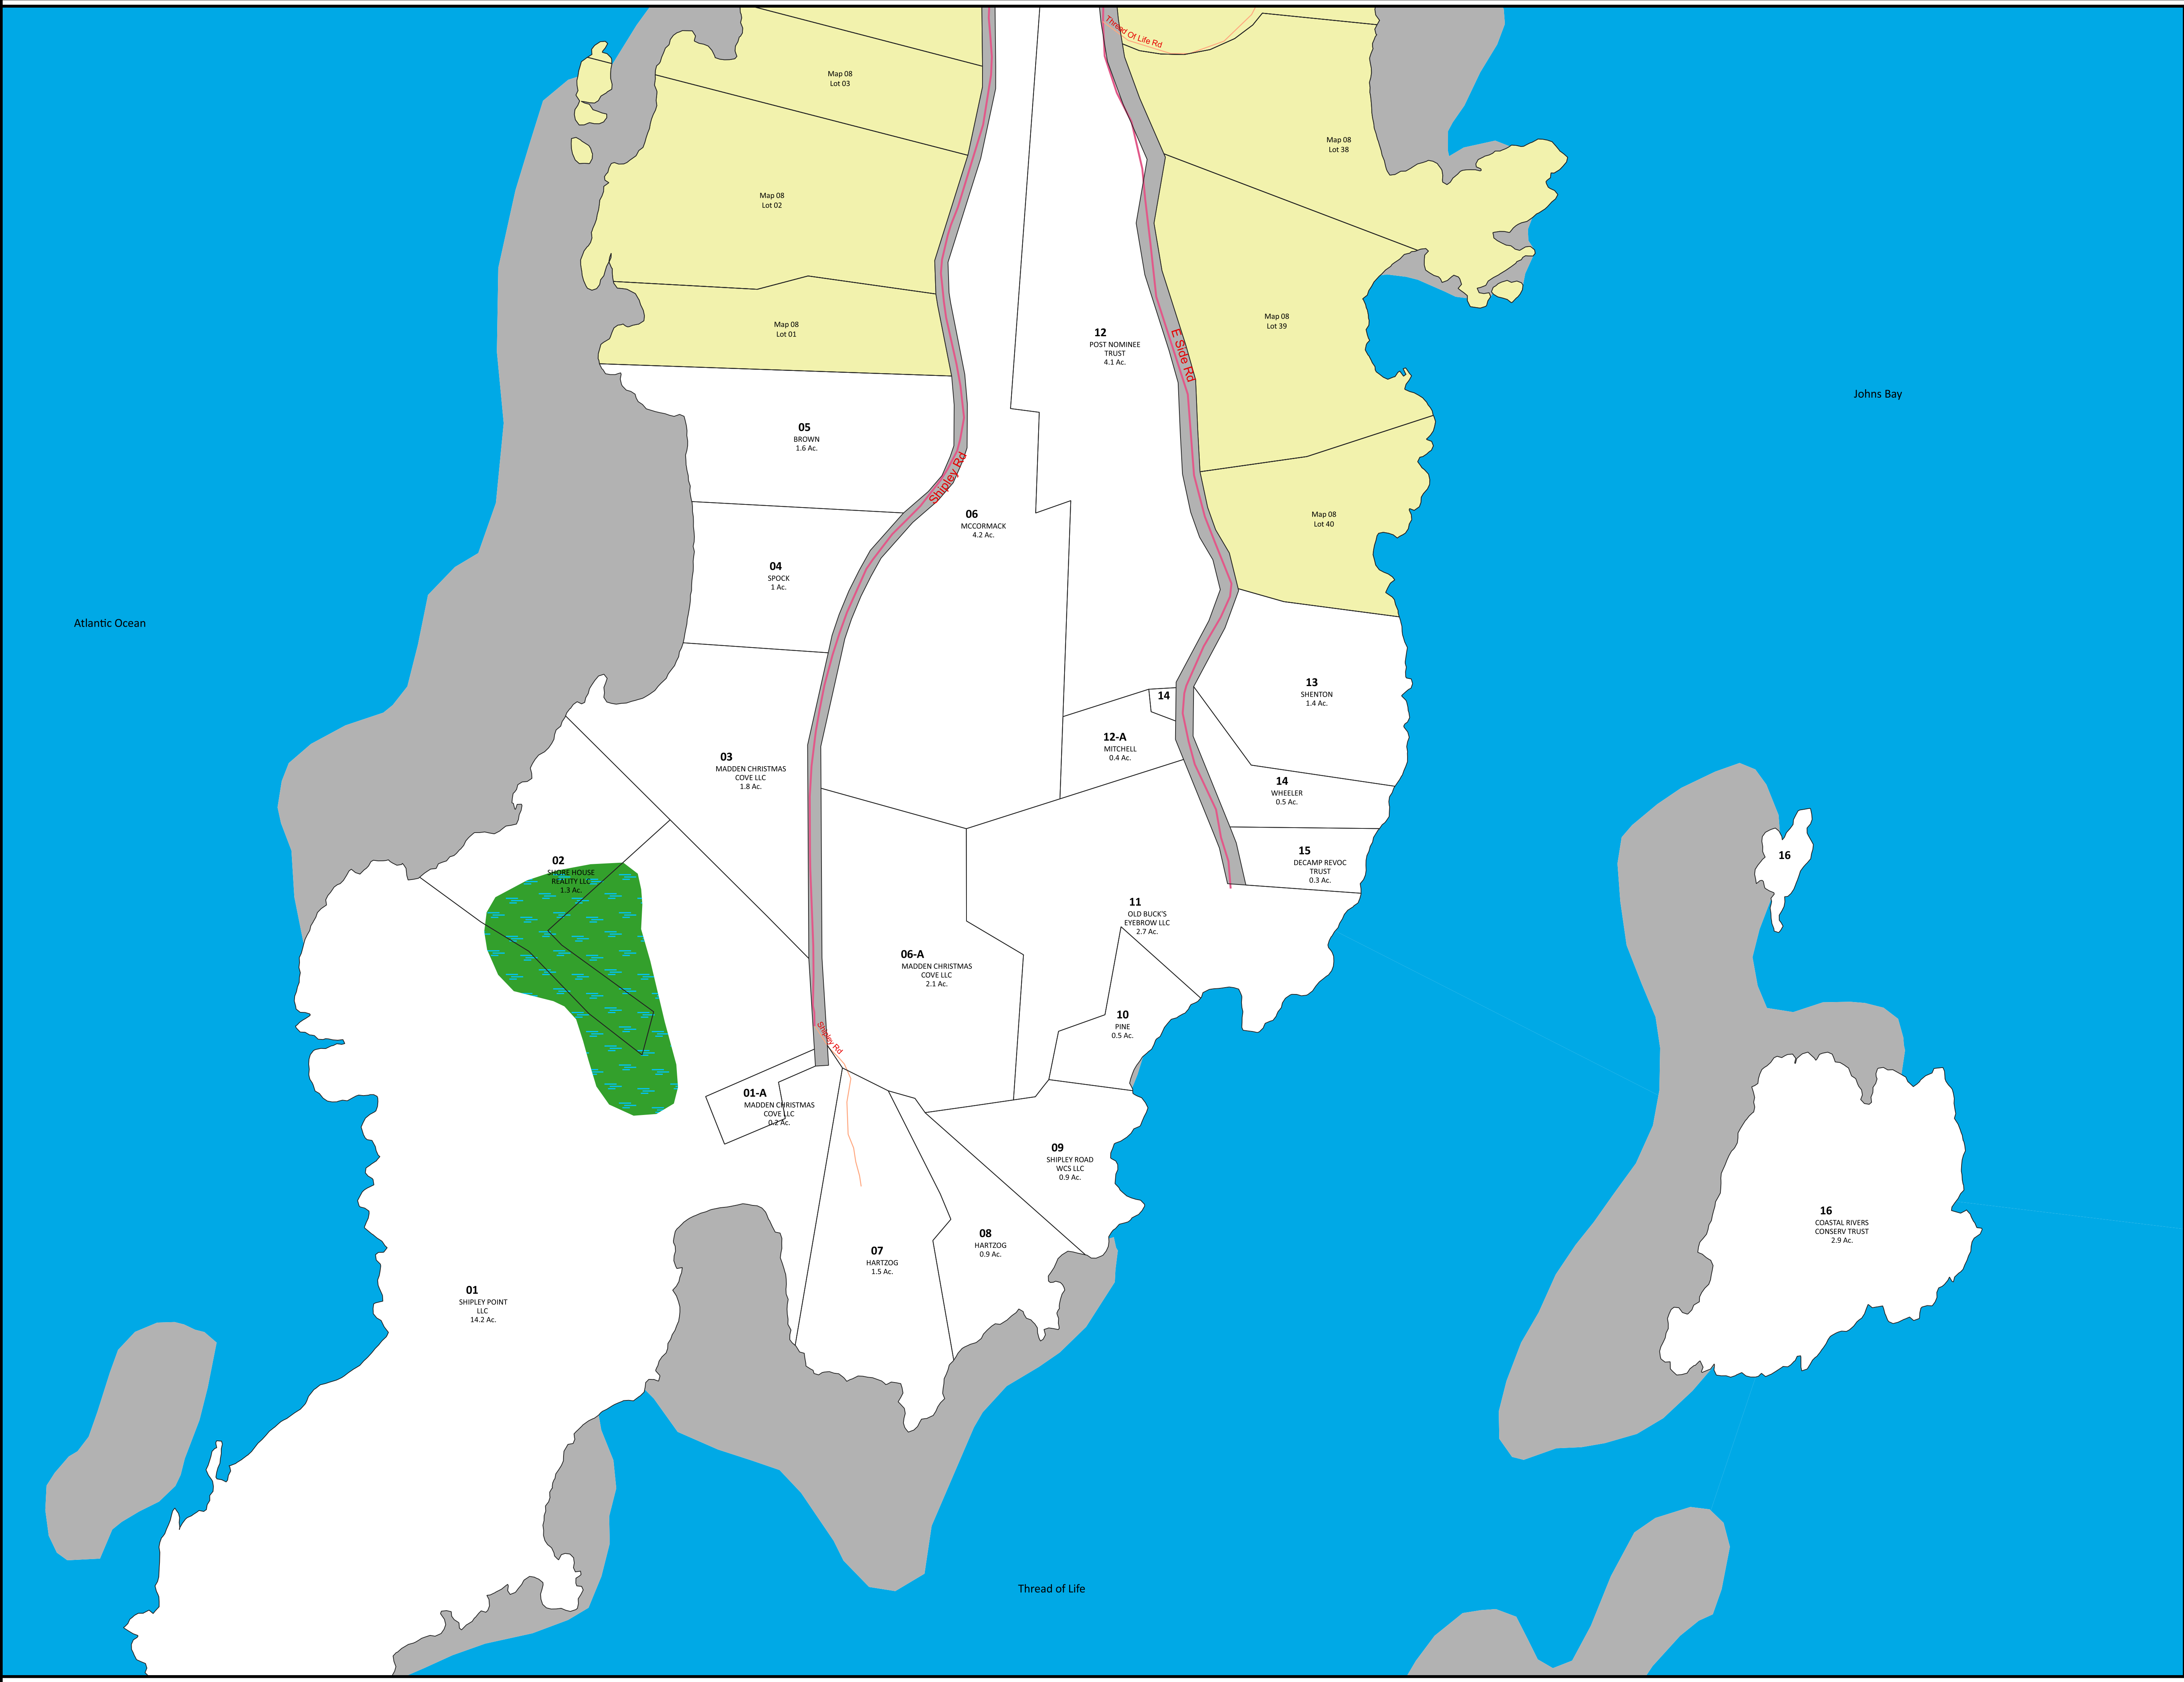 Thread Of Life Rd
Map 08
Lot 03
Map 08
Lot 38
Map 08
Lot 02
Map 08
Lot 39
Map 08
Lot 01
12
POST NOMINEE
TRUST
4.1 Ac.
E Side Rd
Johns Bay
05
BROWN
1.6 Ac.
Shipley Rd
06
MCCORMACK
4.2 Ac.
Map 08
Lot 40
04
SPOCK
1 Ac.
Atlantic Ocean
13
SHENTON
1.4 Ac.
14
12-A
MITCHELL
0.4 Ac.
03
MADDEN CHRISTMAS
COVE LLC
1.8 Ac.
14
WHEELER
0.5 Ac.
15
DECAMP REVOC
TRUST
0.3 Ac.
16
02
SHORE HOUSE
REALITY LLC
1.3 Ac.
11
OLD BUCK'S
EYEBROW LLC
2.7 Ac.
06-A
MADDEN CHRISTMAS
COVE LLC
2.1 Ac.
10
PINE
0.5 Ac.
Shipley Rd
01-A
MADDEN CHRISTMAS
COVE LLC
0.2 Ac.
09
SHIPLEY ROAD
WCS LLC
0.9 Ac.
16
COASTAL RIVERS
CONSERV TRUST
2.9 Ac.
08
HARTZOG
0.9 Ac.
07
HARTZOG
1.5 Ac.
01
SHIPLEY POINT
LLC
14.2 Ac.
Thread of Life